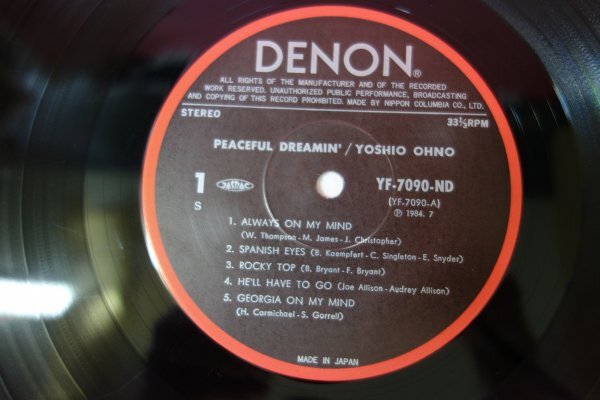 DENON®
ALL RIGHTS OF THE MANUFACTURER AND OF THE RECORDED
WORK RESERVED. UNAUTHORIZED PUBLIC PERFORMANCE, BROADCASTING
AND COPYING OF THIS RECORD PROHIBITED. MADE BY NIPPON COLUMBIA CO., LTD.
STEREO 33⅓RPM
PEACEFUL DREAMIN' / YOSHIO OHNO
1 JASRAC YF-7090-ND
S (YF-7090-A)
℗ 1984. 7
1. ALWAYS ON MY MIND
(W. Thompson - M. James - J. Christopher)
2. SPANISH EYES (B. Kaempfert - C. Singleton - E. Snyder)
3. ROCKY TOP (B. Bryant - F. Bryant)
4. HE'LL HAVE TO GO (Joe Allison - Audrey Allison)
5. GEORGIA ON MY MIND
(H. Carmichael - S. Gorrell)
MADE IN JAPAN